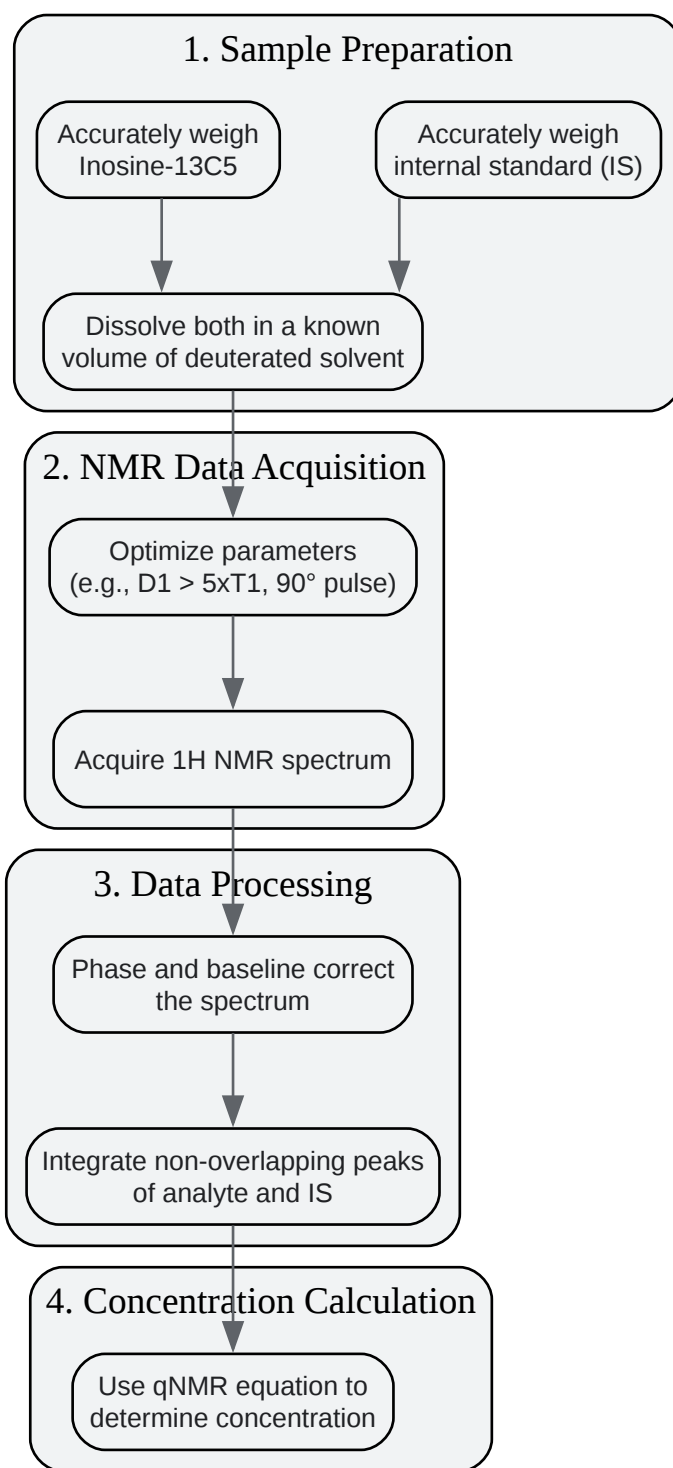 1. Sample Preparation
Accurately weigh
Inosine-13C5
Accurately weigh
internal standard (IS)
Dissolve both in a known
volume of deuterated solvent
2. NMR Data Acquisition
Optimize parameters
(e.g., D1 > 5xT1, 90° pulse)
Acquire 1H NMR spectrum
3. Data Processing
Phase and baseline correct
the spectrum
Integrate non-overlapping peaks
of analyte and IS
4. Concentration Calculation
Use qNMR equation to
determine concentration